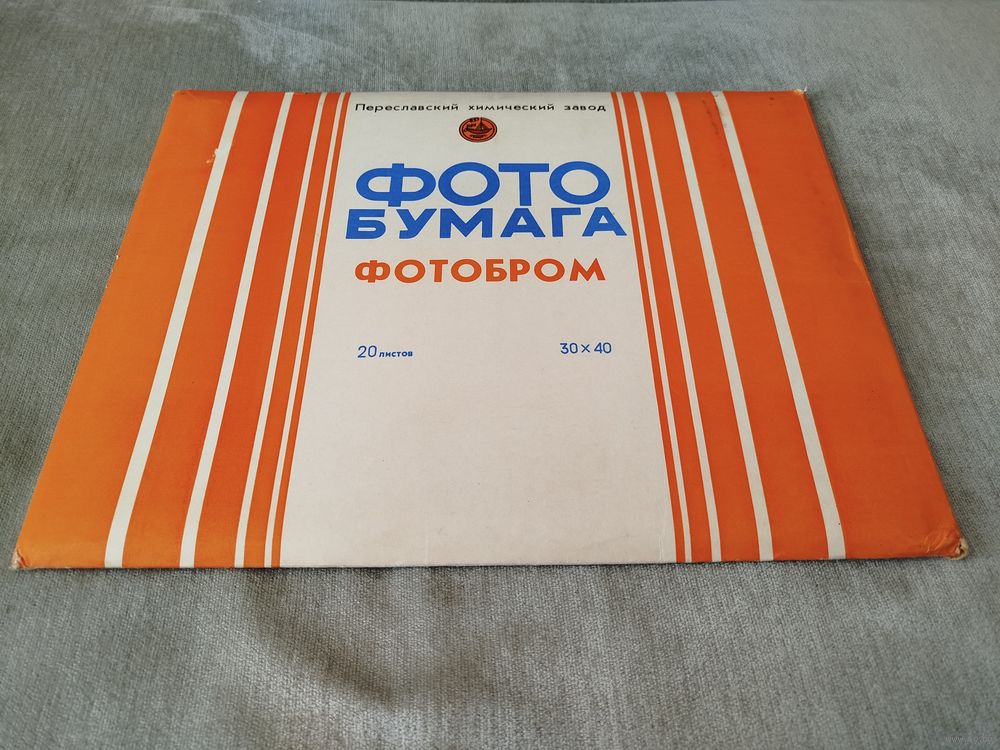 Переславский химический завод
ФОТО
БУМАГА
ФОТОБРОМ
20 листов 30×40